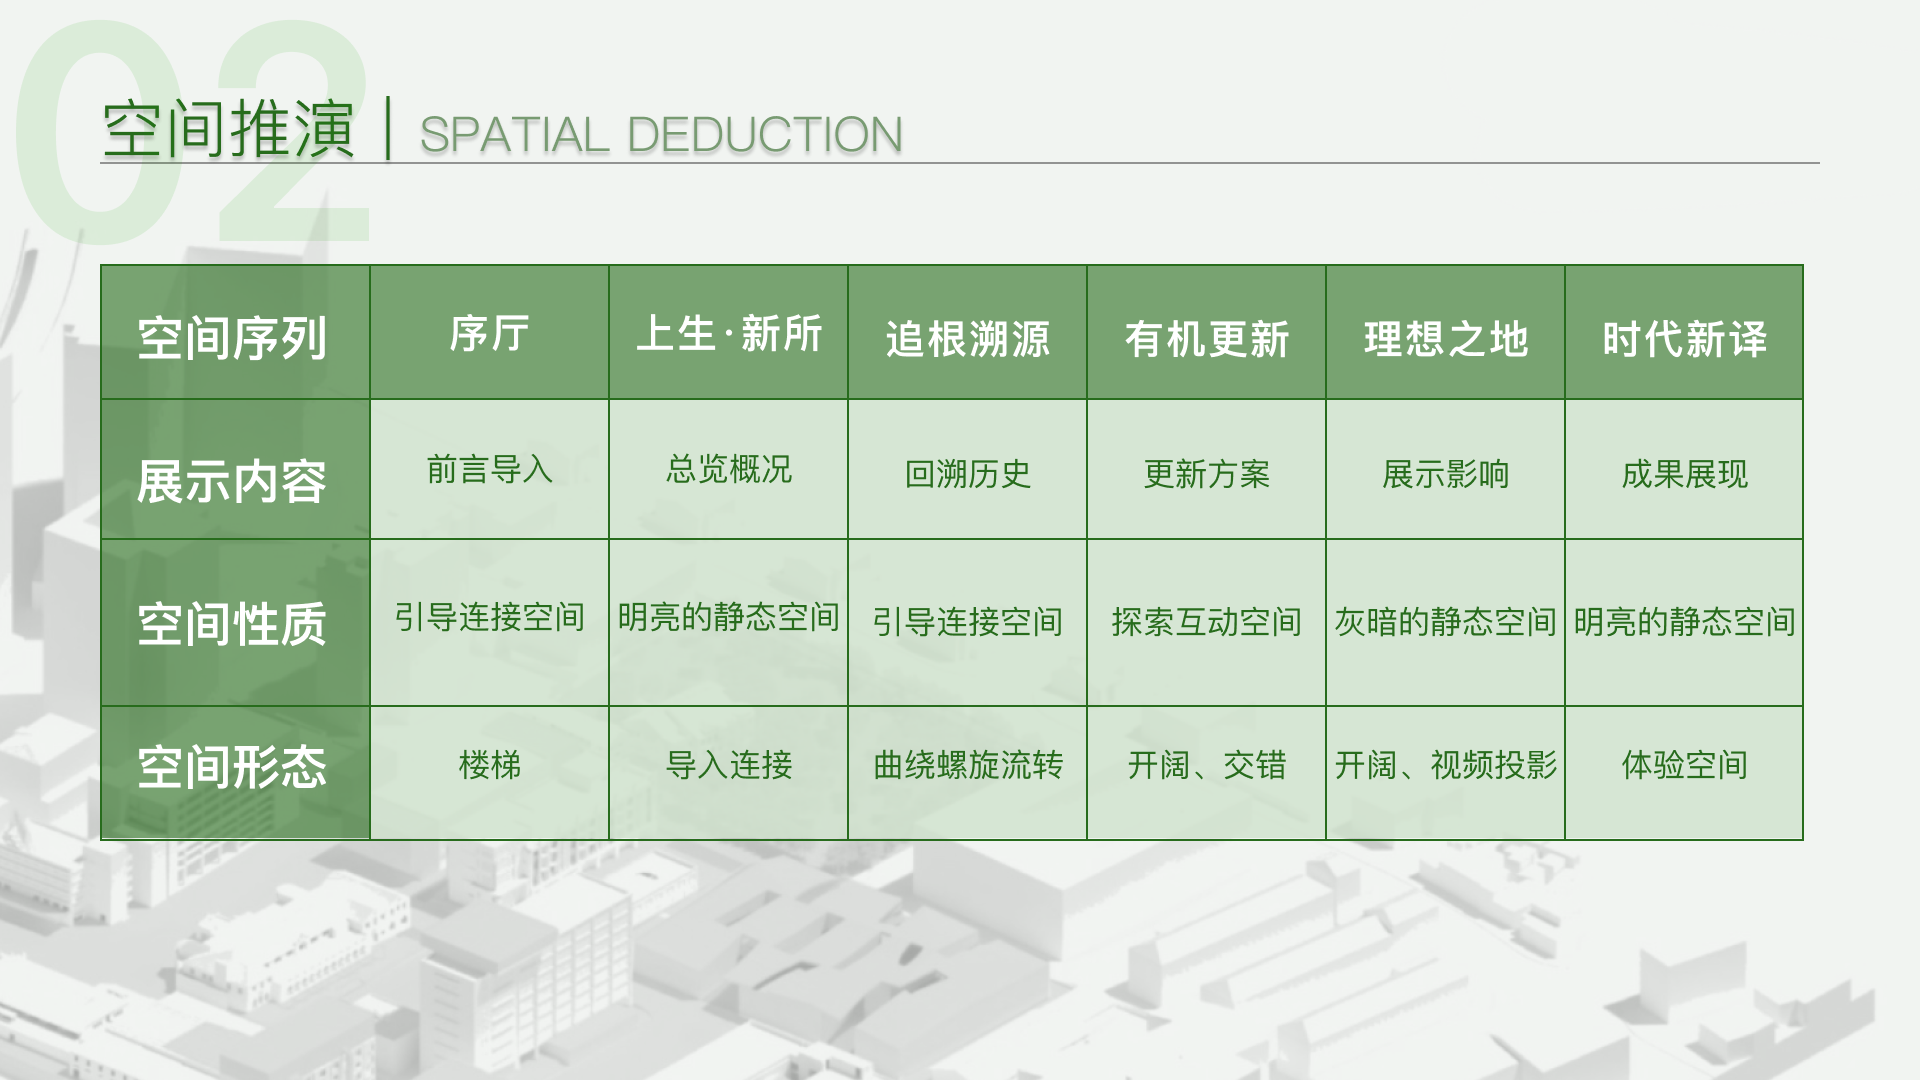 02
空间推演 | SPATIAL DEDUCTION
空间序列 序厅 上生·新所 追根溯源 有机更新 理想之地 时代新译
展示内容 前言导入 总览概况 回溯历史 更新方案 展示影响 成果展现
空间性质 引导连接空间 明亮的静态空间 引导连接空间 探索互动空间 灰暗的静态空间 明亮的静态空间
空间形态 楼梯 导入连接 曲绕螺旋流转 开阔、交错 开阔、视频投影 体验空间